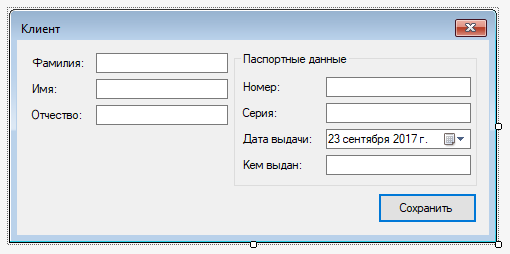 Клиент
Фамилия:
Имя:
Отчество:
Паспортные данные
Номер:
Серия:
Дата выдачи: 23 сентября 2017 г.
Кем выдан:
Сохранить